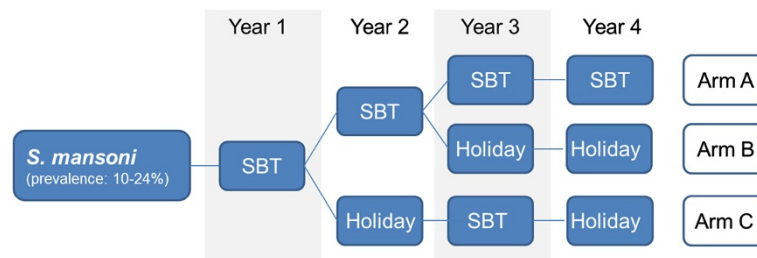 Year 1 Year 2 Year 3 Year 4
SBT SBT Arm A
SBT
S. mansoni
(prevalence: 10-24%)
SBT
Holiday Holiday Arm B
Holiday SBT Holiday Arm C